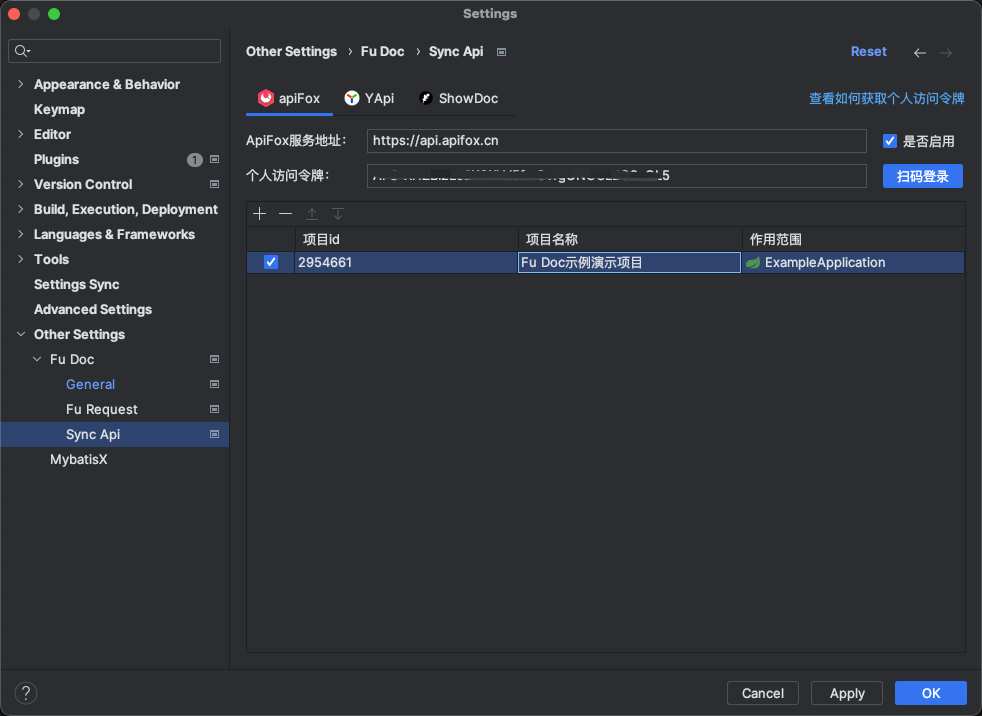 Settings
Other Settings › Fu Doc › Sync Api
Reset
Appearance & Behavior
Keymap
Editor
Plugins 1
Version Control
Build, Execution, Deployment
Languages & Frameworks
Tools
Settings Sync
Advanced Settings
Other Settings
Fu Doc
General
Fu Request
Sync Api
MybatisX
apiFox YApi ShowDoc
查看如何获取个人访问令牌
ApiFox服务地址: https://api.apifox.cn 是否启用
个人访问令牌: 扫码登录
项目id 项目名称 作用范围
2954661 Fu Doc示例演示项目 ExampleApplication
?
Cancel Apply OK